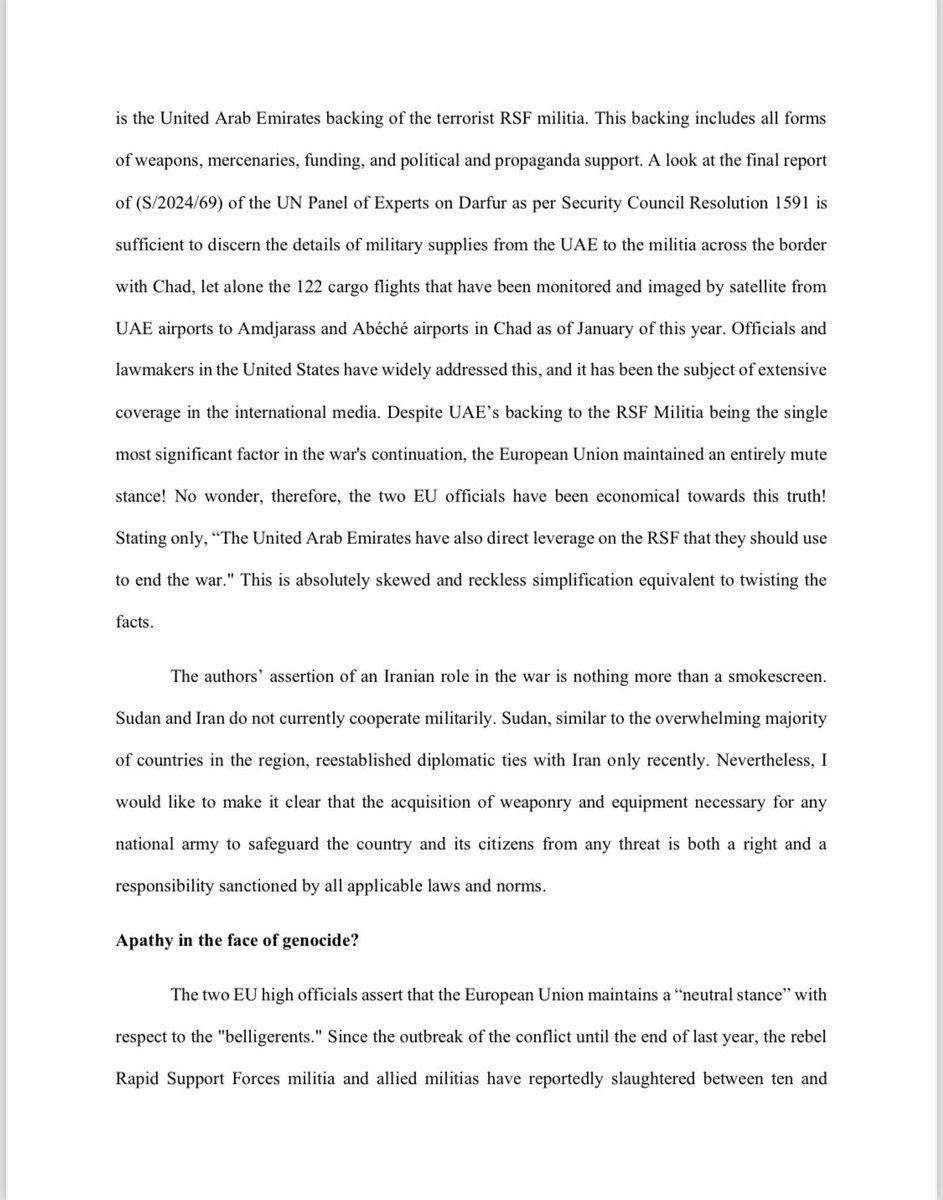 is the United Arab Emirates backing of the terrorist RSF militia. This backing includes all forms
of weapons, mercenaries, funding, and political and propaganda support. A look at the final report
of (S/2024/69) of the UN Panel of Experts on Darfur as per Security Council Resolution 1591 is
sufficient to discern the details of military supplies from the UAE to the militia across the border
with Chad, let alone the 122 cargo flights that have been monitored and imaged by satellite from
UAE airports to Amdjarass and Abéché airports in Chad as of January of this year. Officials and
lawmakers in the United States have widely addressed this, and it has been the subject of extensive
coverage in the international media. Despite UAE’s backing to the RSF Militia being the single
most significant factor in the war's continuation, the European Union maintained an entirely mute
stance! No wonder, therefore, the two EU officials have been economical towards this truth!
Stating only, “The United Arab Emirates have also direct leverage on the RSF that they should use
to end the war." This is absolutely skewed and reckless simplification equivalent to twisting the
facts.
The authors’ assertion of an Iranian role in the war is nothing more than a smokescreen.
Sudan and Iran do not currently cooperate militarily. Sudan, similar to the overwhelming majority
of countries in the region, reestablished diplomatic ties with Iran only recently. Nevertheless, I
would like to make it clear that the acquisition of weaponry and equipment necessary for any
national army to safeguard the country and its citizens from any threat is both a right and a
responsibility sanctioned by all applicable laws and norms.
Apathy in the face of genocide?
The two EU high officials assert that the European Union maintains a “neutral stance” with
respect to the "belligerents." Since the outbreak of the conflict until the end of last year, the rebel
Rapid Support Forces militia and allied militias have reportedly slaughtered between ten and